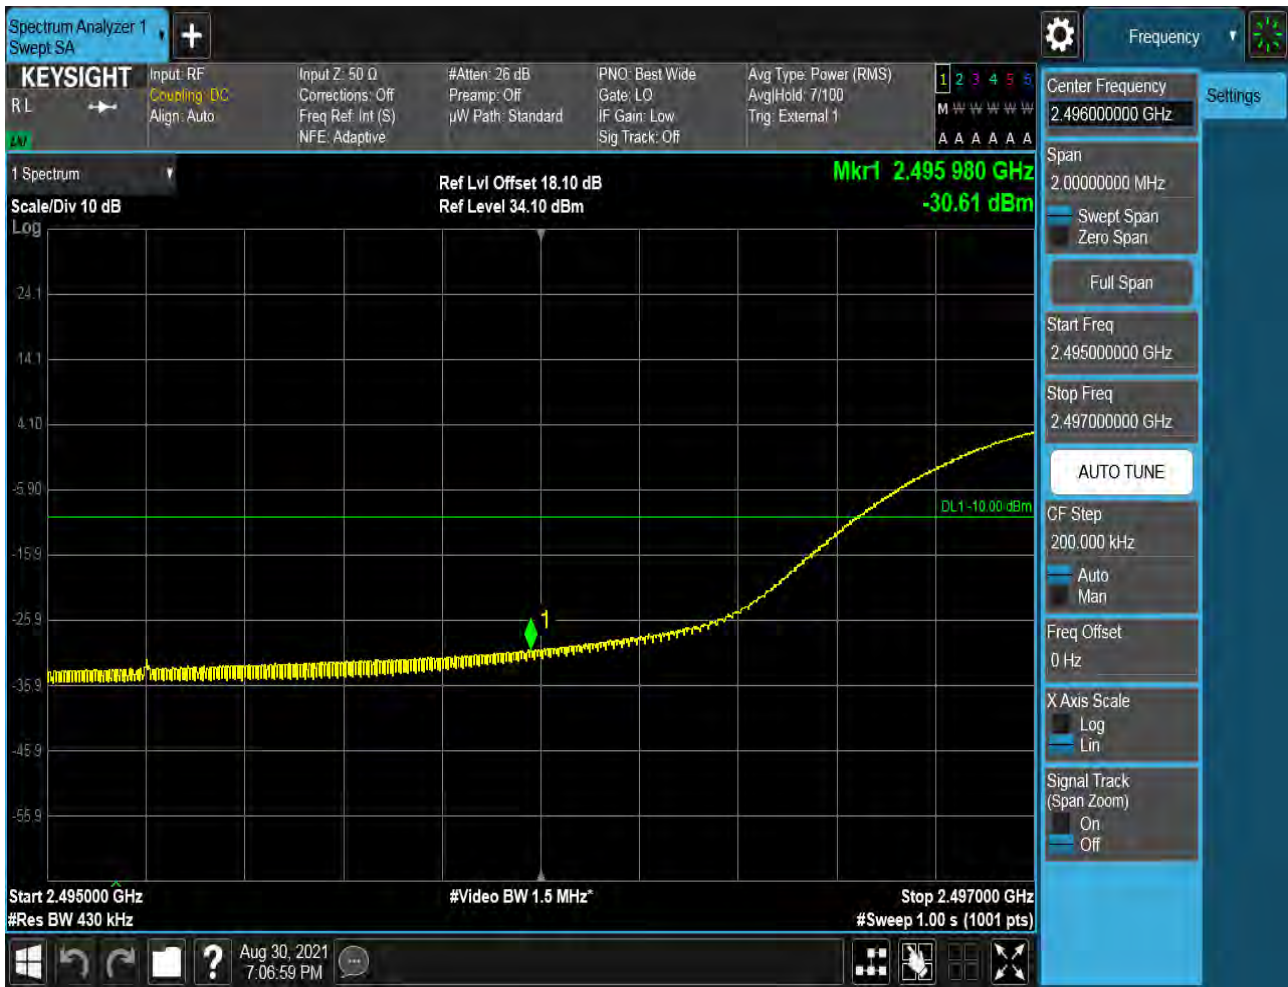 Spectrum Analyzer 1
Swept SA
Frequency
KEYSIGHT
R L
Input: RF
Coupling: DC
Align: Auto
Input Z: 50 Ω
Corrections: Off
Freq Ref: Int (S)
NFE: Adaptive
#Atten: 26 dB
Preamp: Off
µW Path: Standard
PNO: Best Wide
Gate: LO
IF Gain: Low
Sig Track: Off
Avg Type: Power (RMS)
Avg|Hold: 7/100
Trig: External 1
1 2 3 4 5 6
M W W W W W
A A A A A A
1 Spectrum
Scale/Div 10 dB
Log
Ref Lvl Offset 18.10 dB
Ref Level 34.10 dBm
Mkr1 2.495 980 GHz
-30.61 dBm
24.1
14.1
4.10
-5.90
-15.9
-25.9
-35.9
-45.9
-55.9
DL1 -10.00 dBm
1
Start 2.495000 GHz
#Res BW 430 kHz
#Video BW 1.5 MHz*
Stop 2.497000 GHz
#Sweep 1.00 s (1001 pts)
Center Frequency
2.496000000 GHz
Settings
Span
2.00000000 MHz
Swept Span
Zero Span
Full Span
Start Freq
2.495000000 GHz
Stop Freq
2.497000000 GHz
AUTO TUNE
CF Step
200.000 kHz
Auto
Man
Freq Offset
0 Hz
X Axis Scale
Log
Lin
Signal Track
(Span Zoom)
On
Off
?
Aug 30, 2021
7:06:59 PM